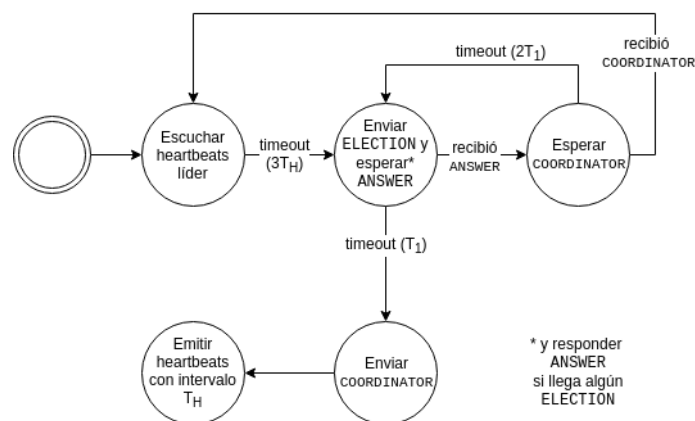 recibió
COORDINATOR
timeout (2T1)
Escuchar
heartbeats
líder
timeout
(3TH)
Enviar
ELECTION y
esperar*
ANSWER
recibió
ANSWER
Esperar
COORDINATOR
timeout (T1)
Emitir
heartbeats
con intervalo
TH
Enviar
COORDINATOR
* y responder
ANSWER
si llega algún
ELECTION